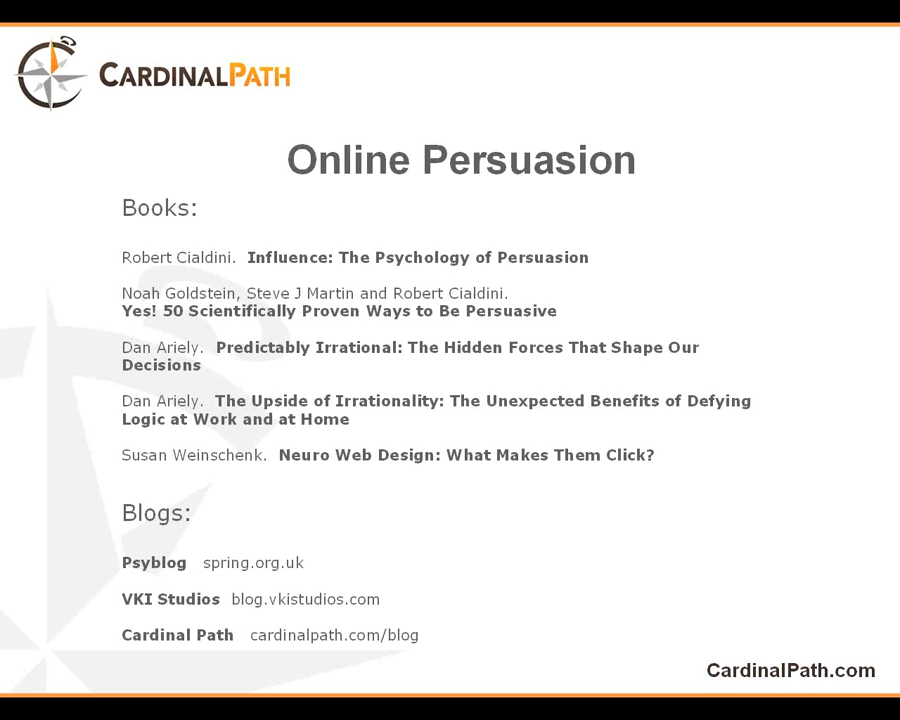 CARDINALPATH
Online Persuasion
Books:
Robert Cialdini. Influence: The Psychology of Persuasion
Noah Goldstein, Steve J Martin and Robert Cialdini.
Yes! 50 Scientifically Proven Ways to Be Persuasive
Dan Ariely. Predictably Irrational: The Hidden Forces That Shape Our
Decisions
Dan Ariely. The Upside of Irrationality: The Unexpected Benefits of Defying
Logic at Work and at Home
Susan Weinschenk. Neuro Web Design: What Makes Them Click?
Blogs:
Psyblog spring.org.uk
VKI Studios blog.vkistudios.com
Cardinal Path cardinalpath.com/blog
CardinalPath.com